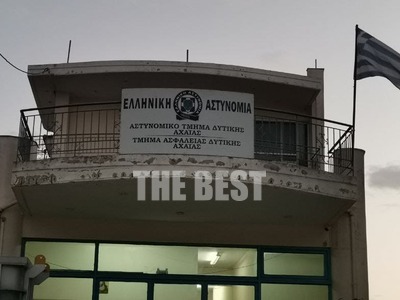 ΕΛΛΗΝΙΚΗ ΑΣΤΥΝΟΜΙΑ
ΑΣΤΥΝΟΜΙΚΟ ΤΜΗΜΑ ΔΥΤΙΚΗΣ
ΑΧΑΪΑΣ
ΤΜΗΜΑ ΑΣΦΑΛΕΙΑΣ ΔΥΤΙΚΗΣ
ΑΧΑΪΑΣ
THE BEST